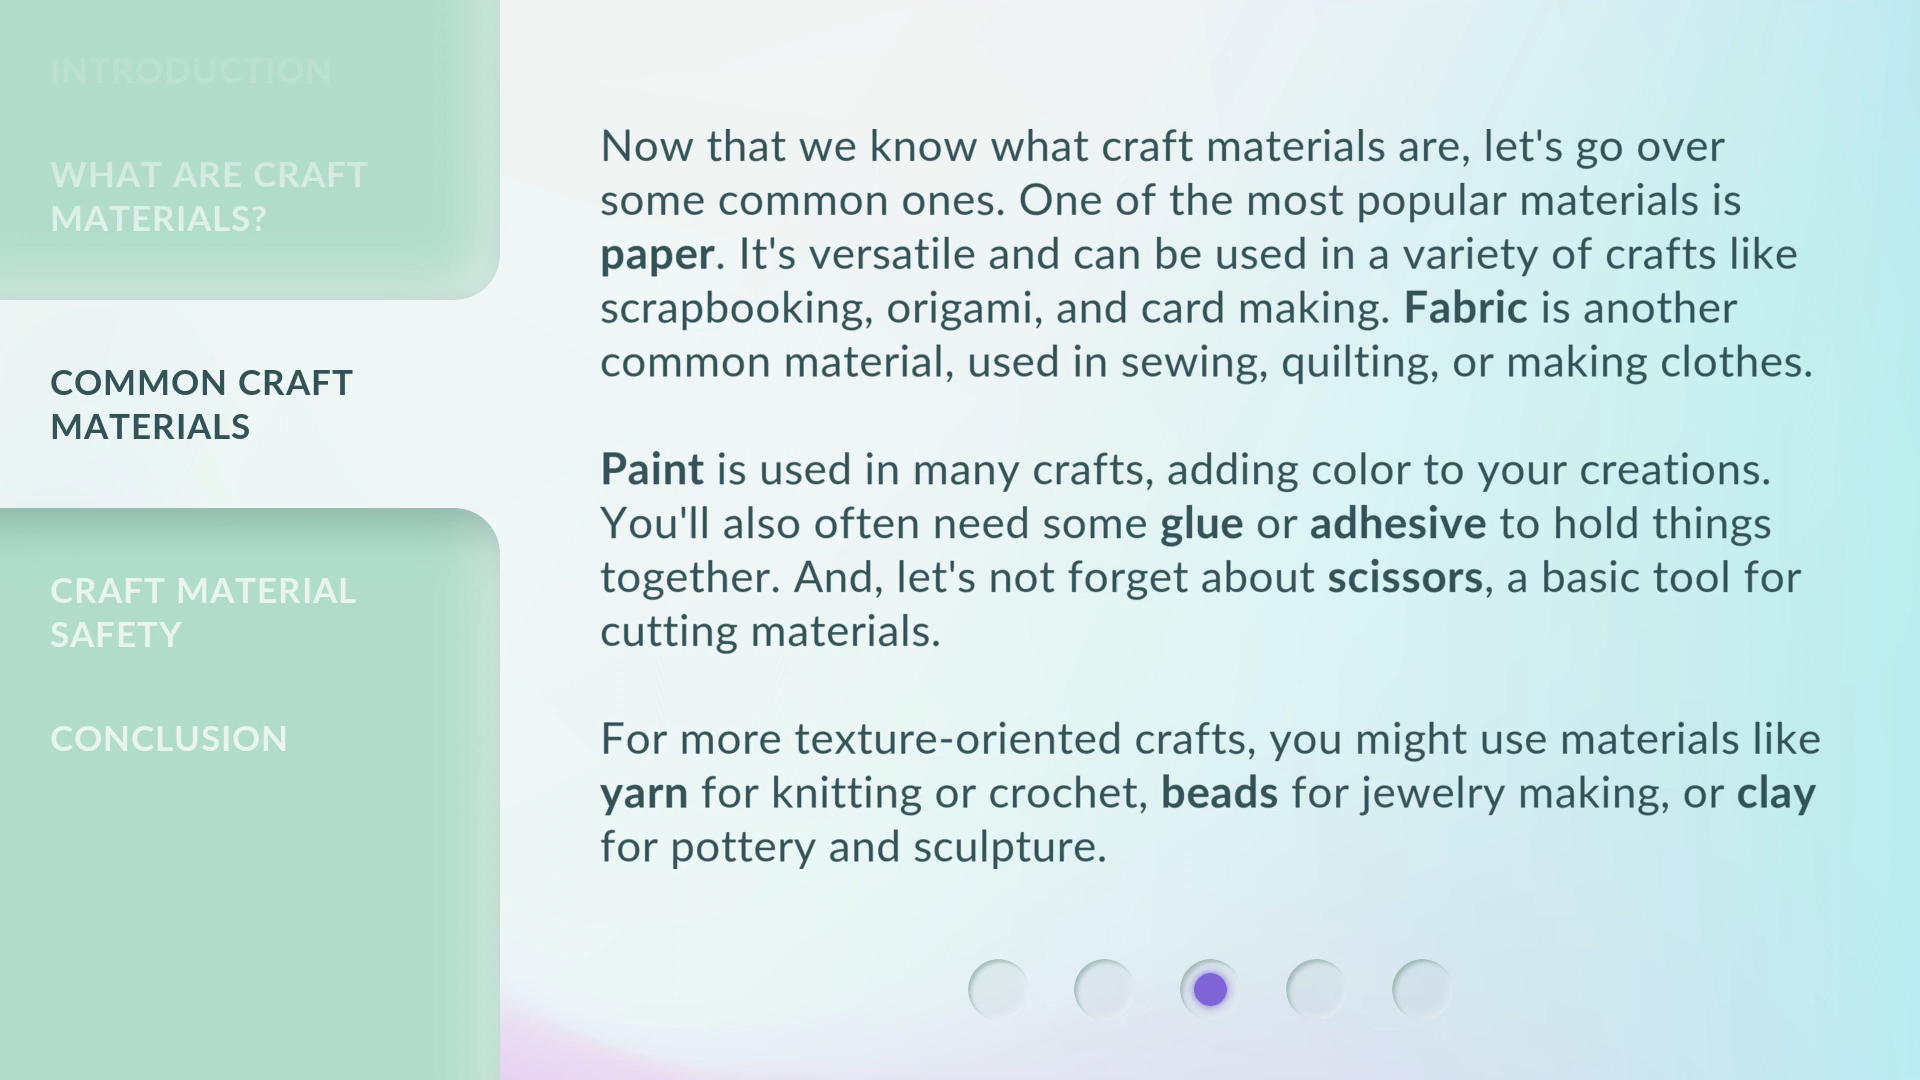 INTRODUCTION
WHAT ARE CRAFT
MATERIALS?
COMMON CRAFT
MATERIALS
CRAFT MATERIAL
SAFETY
CONCLUSION
Now that we know what craft materials are, let's go over
some common ones. One of the most popular materials is
paper. It's versatile and can be used in a variety of crafts like
scrapbooking, origami, and card making. Fabric is another
common material, used in sewing, quilting, or making clothes.
Paint is used in many crafts, adding color to your creations.
You'll also often need some glue or adhesive to hold things
together. And, let's not forget about scissors, a basic tool for
cutting materials.
For more texture-oriented crafts, you might use materials like
yarn for knitting or crochet, beads for jewelry making, or clay
for pottery and sculpture.